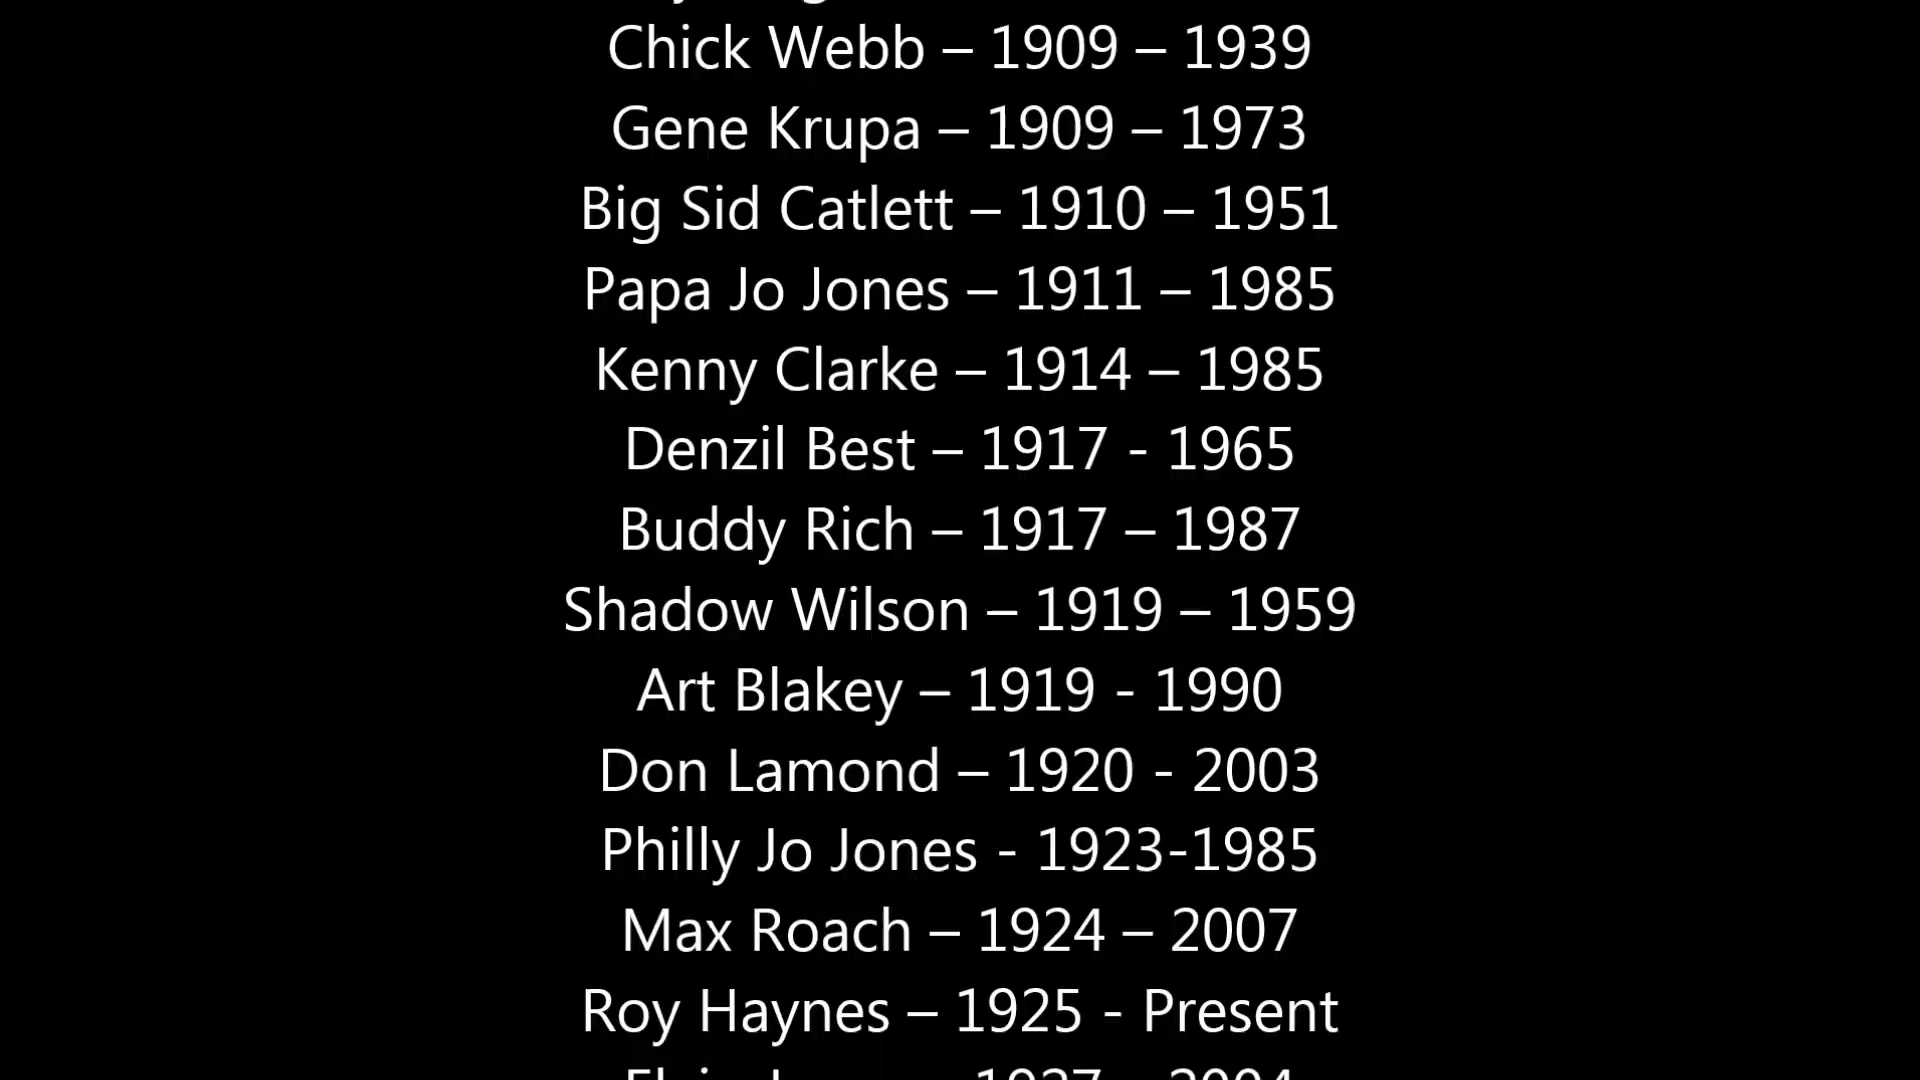 Chick Webb – 1909 – 1939
Gene Krupa – 1909 – 1973
Big Sid Catlett – 1910 – 1951
Papa Jo Jones – 1911 – 1985
Kenny Clarke – 1914 – 1985
Denzil Best – 1917 - 1965
Buddy Rich – 1917 – 1987
Shadow Wilson – 1919 – 1959
Art Blakey – 1919 - 1990
Don Lamond – 1920 - 2003
Philly Jo Jones - 1923-1985
Max Roach – 1924 – 2007
Roy Haynes – 1925 - Present